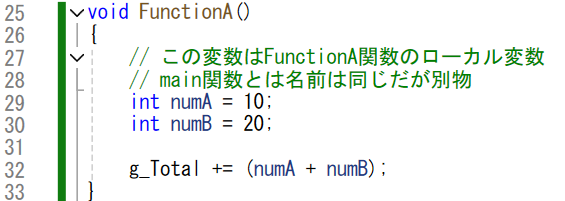 25 void FunctionA()
26 {
27     // この変数はFunctionA関数のローカル変数
28     // main関数とは名前は同じだが別物
29     int numA = 10;
30     int numB = 20;
31
32     g_Total += (numA + numB);
33 }